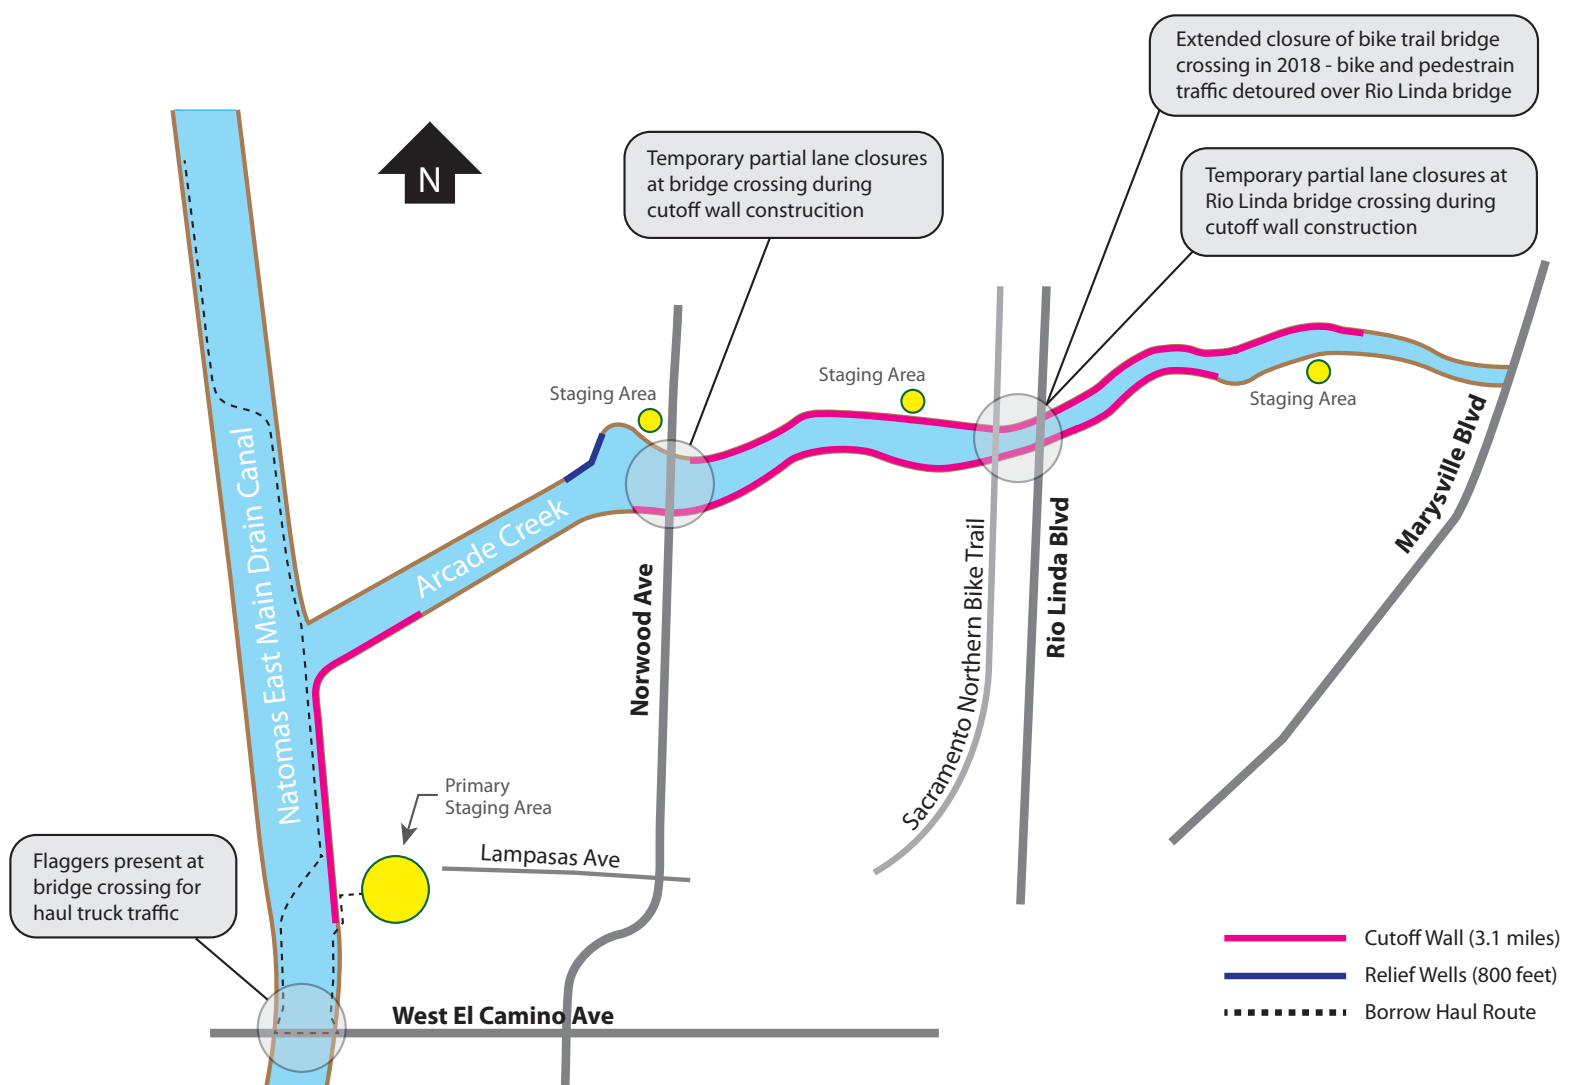 Extended closure of bike trail bridge
crossing in 2018 - bike and pedestrain
traffic detoured over Rio Linda bridge
Temporary partial lane closures
at bridge crossing during
cutoff wall construcition
Temporary partial lane closures at
Rio Linda bridge crossing during
cutoff wall construction
N
Staging Area
Staging Area
Staging Area
Natomas East Main Drain Canal
Arcade Creek
Norwood Ave
Sacramento Northern Bike Trail
Rio Linda Blvd
Marysville Blvd
Primary
Staging Area
Lampasas Ave
Flaggers present at
bridge crossing for
haul truck traffic
West El Camino Ave
Cutoff Wall (3.1 miles)
Relief Wells (800 feet)
Borrow Haul Route